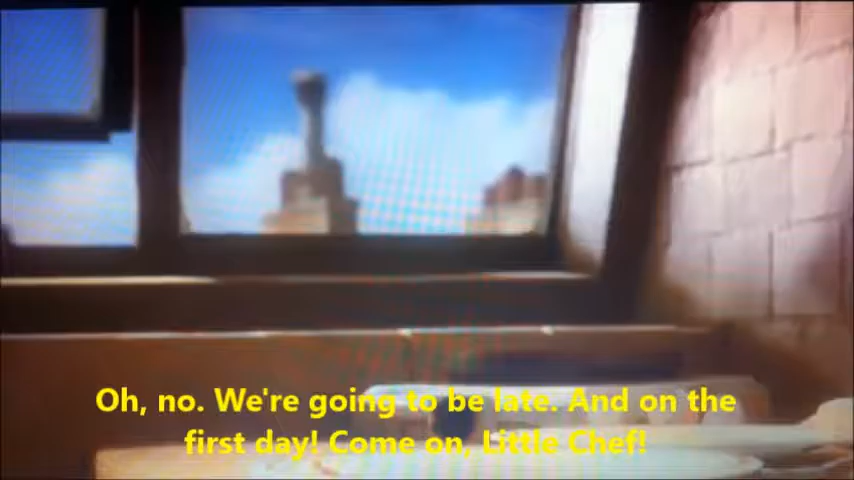 Oh, no. We're going to be late. And on the
first day! Come on, Little Chef!